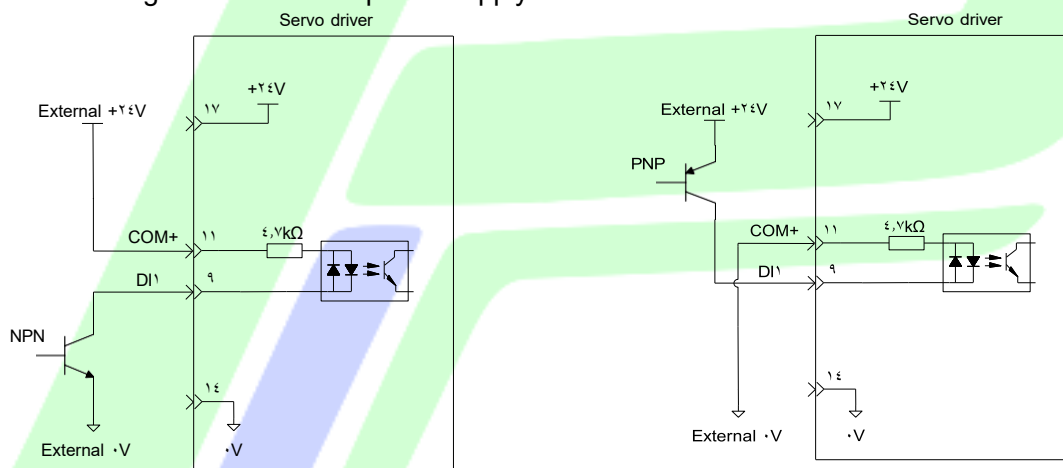 Servo driver
+٢٤V
External +٢٤V
١٧
COM+
١١
٤,٧kΩ
DI١
٩
NPN
١٤
External ٠V
٠V
Servo driver
+٢٤V
External +٢٤V
١٧
PNP
COM+
١١
٤,٧kΩ
DI١
٩
١٤
External ٠V
٠V